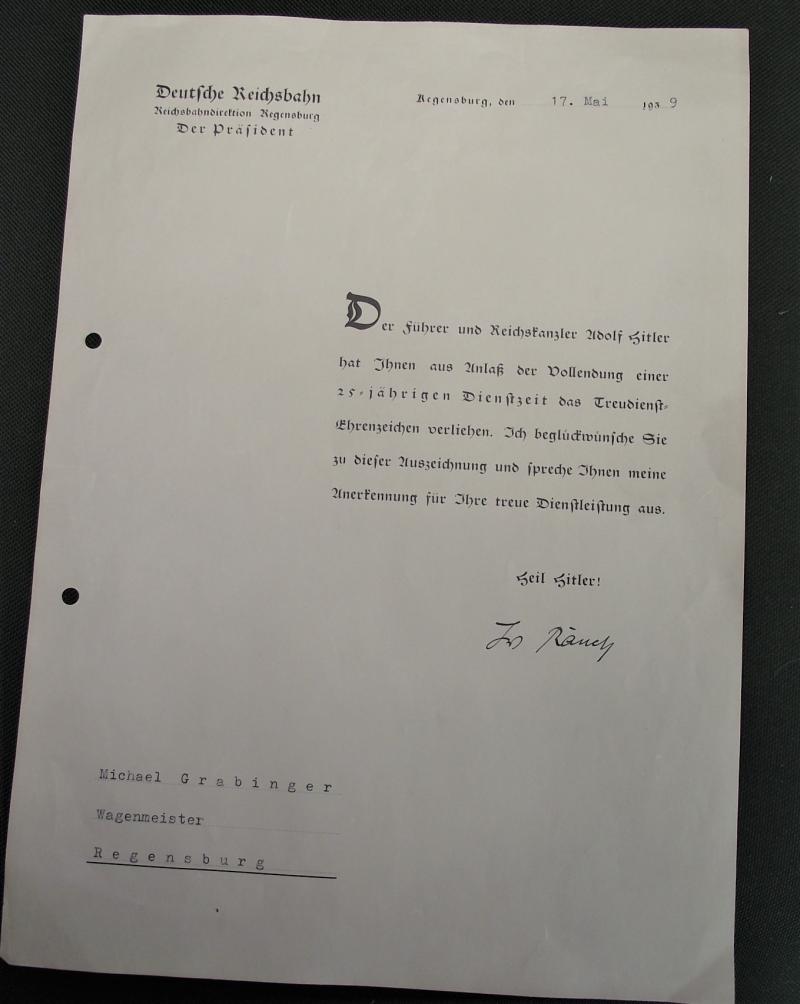 Deutsche Reichsbahn
Reichsbahndirektion Regensburg
Der Präsident
Regensburg, den 17. Mai 1939
Der Führer und Reichskanzler Adolf Hitler
hat Ihnen aus Anlaß der Vollendung einer
25-jährigen Dienstzeit das Treudienst-
Ehrenzeichen verliehen. Ich beglückwünsche Sie
zu dieser Auszeichnung und spreche Ihnen meine
Anerkennung für Ihre treue Dienstleistung aus.
Heil Hitler!
Michael Grabinger
Wagenmeister
Regensburg